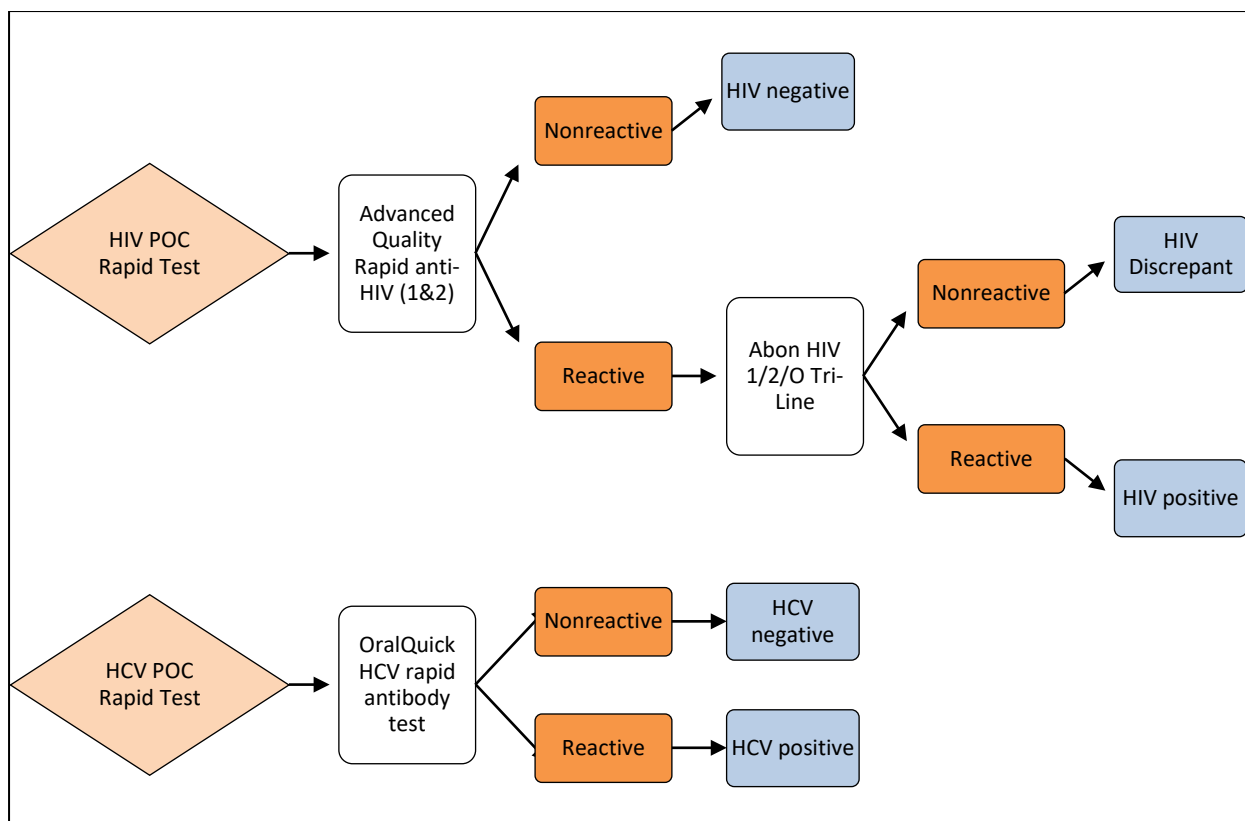 HIV POC
Rapid Test
Advanced
Quality
Rapid anti-
HIV (1&2)
Nonreactive
HIV negative
Reactive
Abon HIV
1/2/O Tri-
Line
Nonreactive
HIV
Discrepant
Reactive
HIV positive
HCV POC
Rapid Test
OralQuick
HCV rapid
antibody
test
Nonreactive
HCV
negative
Reactive
HCV positive